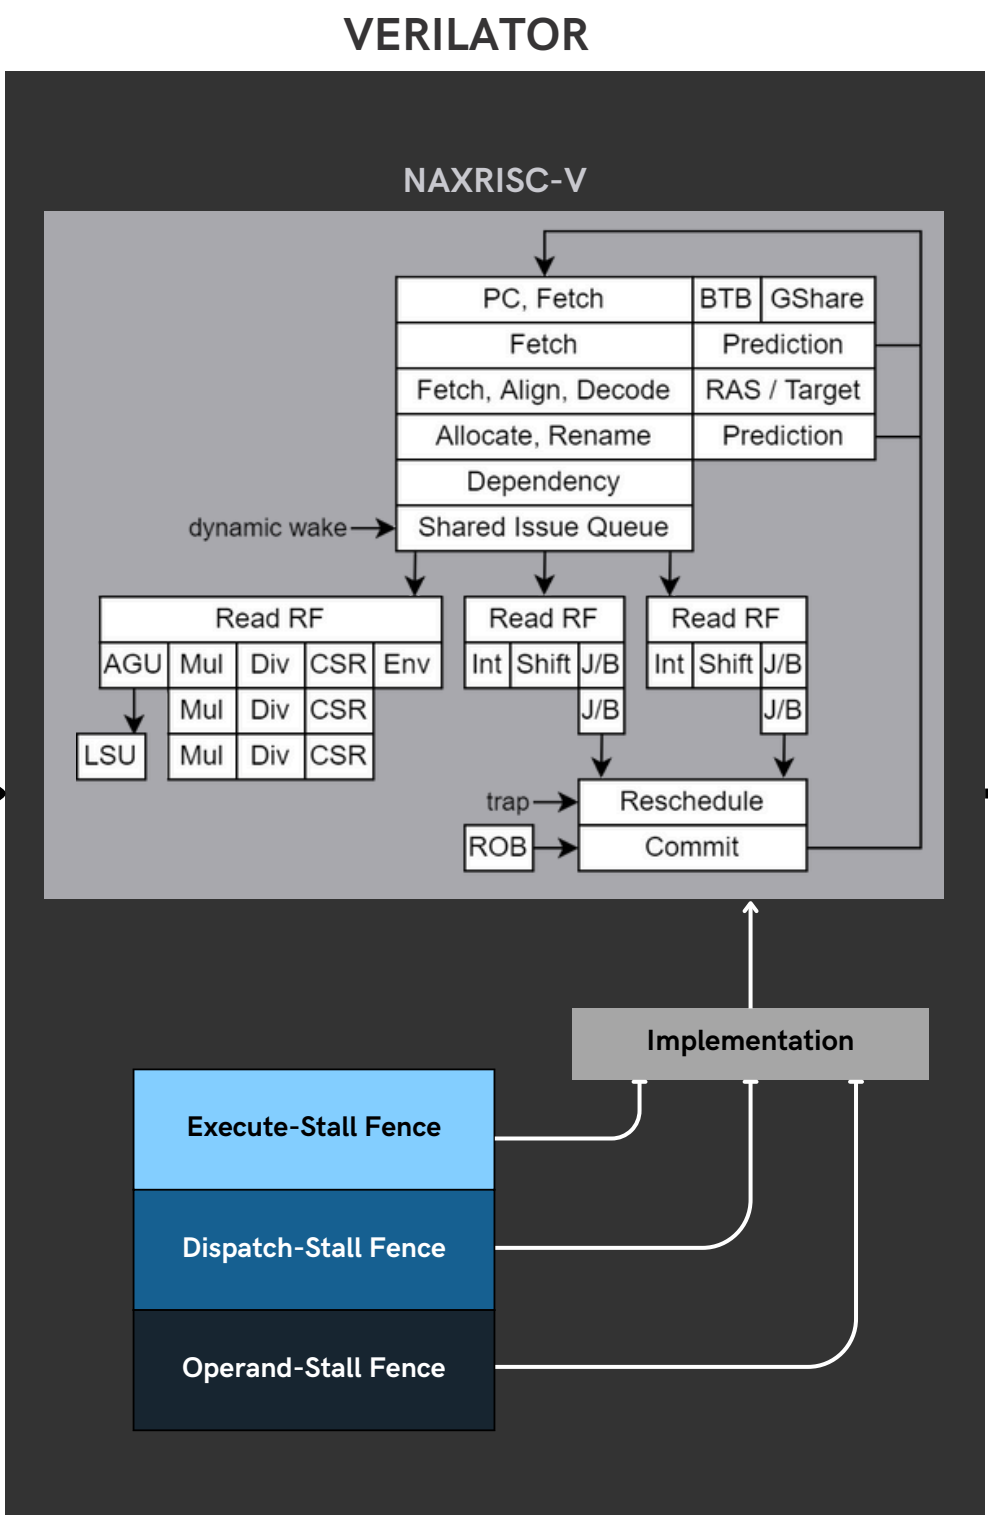 VERILATOR
NAXRISC-V
PC, Fetch BTB GShare
Fetch Prediction
Fetch, Align, Decode RAS / Target
Allocate, Rename Prediction
Dependency
dynamic wake Shared Issue Queue
Read RF Read RF Read RF
AGU Mul Div CSR Env Int Shift J/B Int Shift J/B
Mul Div CSR J/B J/B
LSU Mul Div CSR
trap Reschedule
ROB Commit
Implementation
Execute-Stall Fence
Dispatch-Stall Fence
Operand-Stall Fence